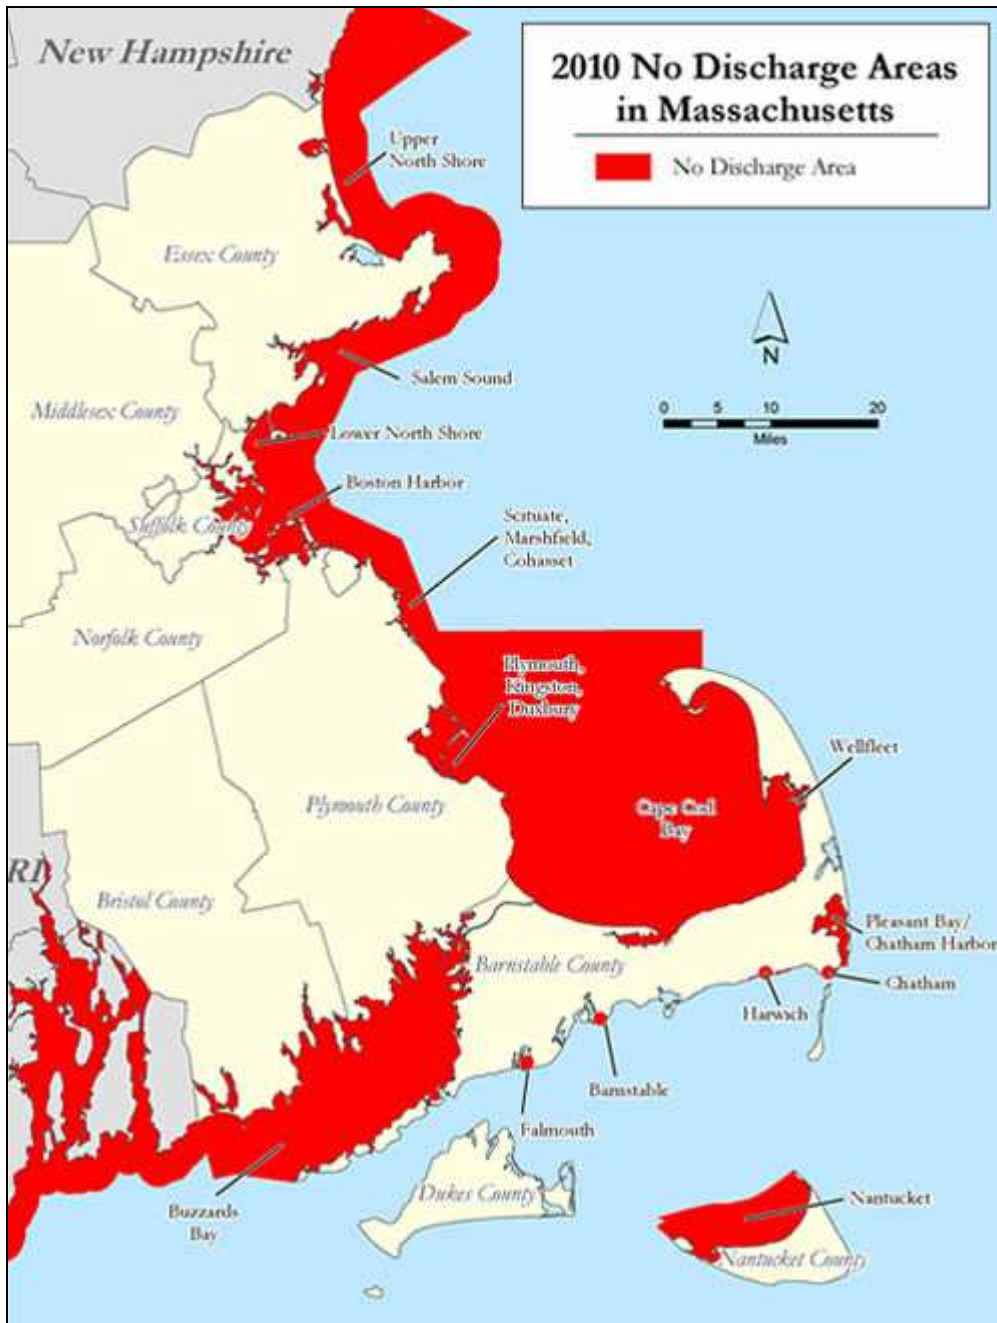 New Hampshire
2010 No Discharge Areas
in Massachusetts
No Discharge Area
Upper
North Shore
Essex County
N
Salem Sound
Middlesex County
0 5 10 20
Miles
Lower North Shore
Boston Harbor
Suffolk County
Scituate,
Marshfield,
Cohasset
Norfolk County
Plymouth,
Kingston,
Duxbury
Wellfleet
Plymouth County
Cape Cod
Bay
RI
Bristol County
Pleasant Bay/
Chatham Harbor
Barnstable County
Chatham
Harwich
Barnstable
Falmouth
Dukes County
Nantucket
Buzzards
Bay
Nantucket County